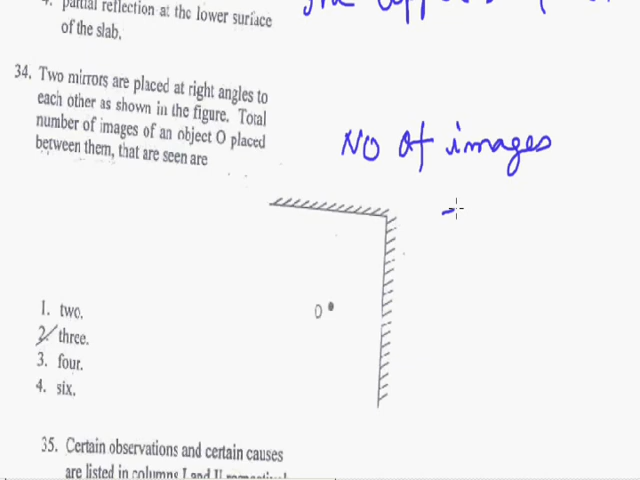 4. partial reflection at the lower surface
of the slab.
34. Two mirrors are placed at right angles to
each other as shown in the figure. Total
number of images of an object O placed
between them, that are seen are
No of images
O
1. two.
2. three.
3. four.
4. six.
35. Certain observations and certain causes
are listed in columns I and II